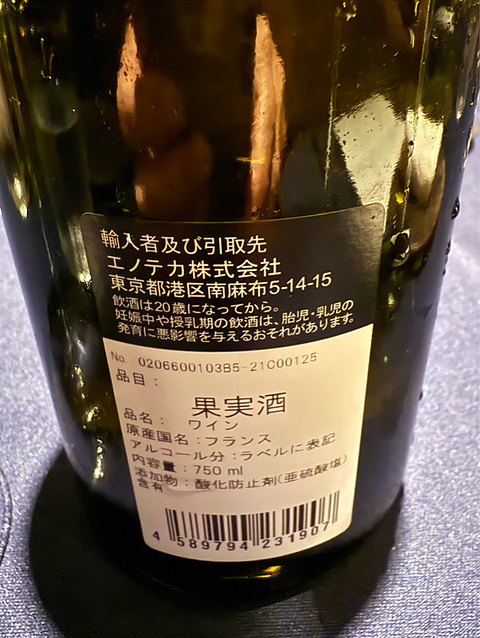 輸入者及び引取先
エノテカ株式会社
東京都港区南麻布5-14-15
飲酒は20歳になってから。
妊娠中や授乳期の飲酒は、胎児・乳児の
発育に悪影響を与えるおそれがあります。
No. 0206600103B5-21C00125
品目：
果実酒
品名： ワイン
原産国名：フランス
アルコール分：ラベルに表記
内容量：750 ml
添加物：酸化防止剤(亜硫酸塩)
含有
4 589794 231907